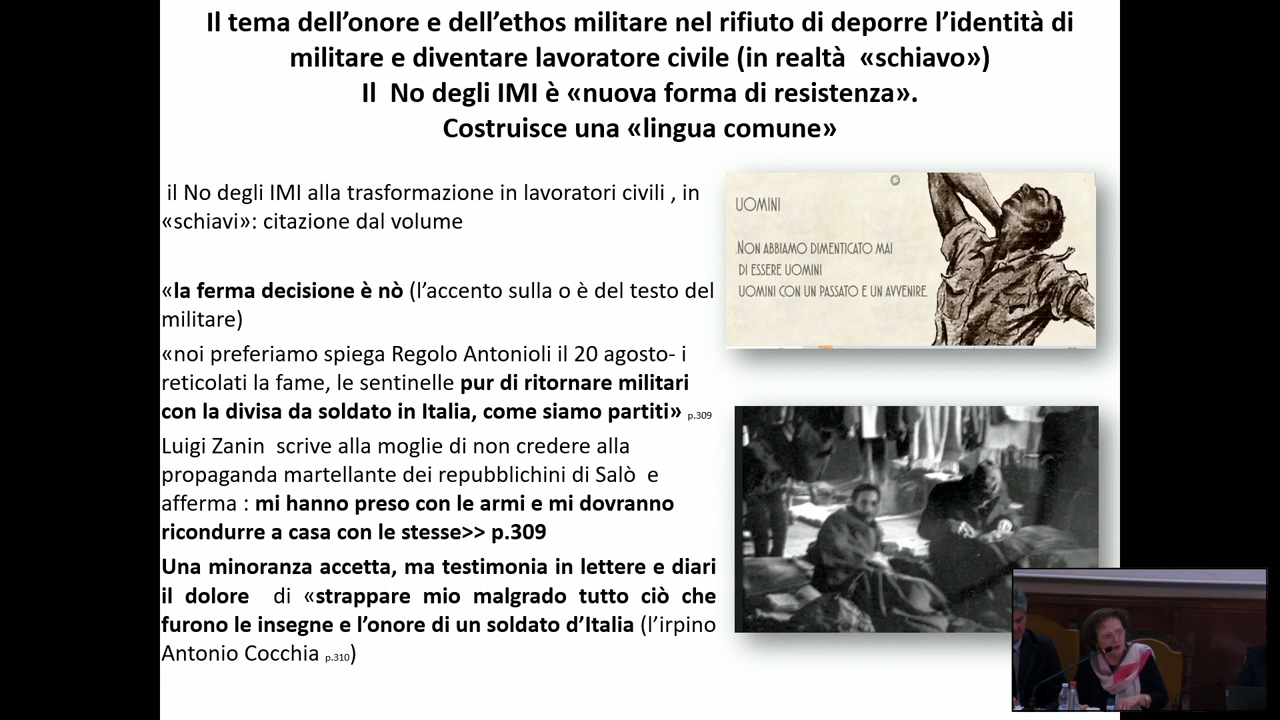 Il tema dell’onore e dell’ethos militare nel rifiuto di deporre l’identità di
militare e diventare lavoratore civile (in realtà «schiavo»)
Il No degli IMI è «nuova forma di resistenza».
Costruisce una «lingua comune»
il No degli IMI alla trasformazione in lavoratori civili , in
«schiavi»: citazione dal volume
«la ferma decisione è nò (l’accento sulla o è del testo del
militare)
«noi preferiamo spiega Regolo Antonioli il 20 agosto- i
reticolati la fame, le sentinelle pur di ritornare militari
con la divisa da soldato in Italia, come siamo partiti» p.309
Luigi Zanin scrive alla moglie di non credere alla
propaganda martellante dei repubblichini di Salò e
afferma : mi hanno preso con le armi e mi dovranno
ricondurre a casa con le stesse>> p.309
Una minoranza accetta, ma testimonia in lettere e diari
il dolore di «strappare mio malgrado tutto ciò che
furono le insegne e l’onore di un soldato d’Italia (l’irpino
Antonio Cocchia p.310)
UOMINI
NON ABBIAMO DIMENTICATO MAI
DI ESSERE UOMINI
UOMINI CON UN PASSATO E UN AVVENIRE.